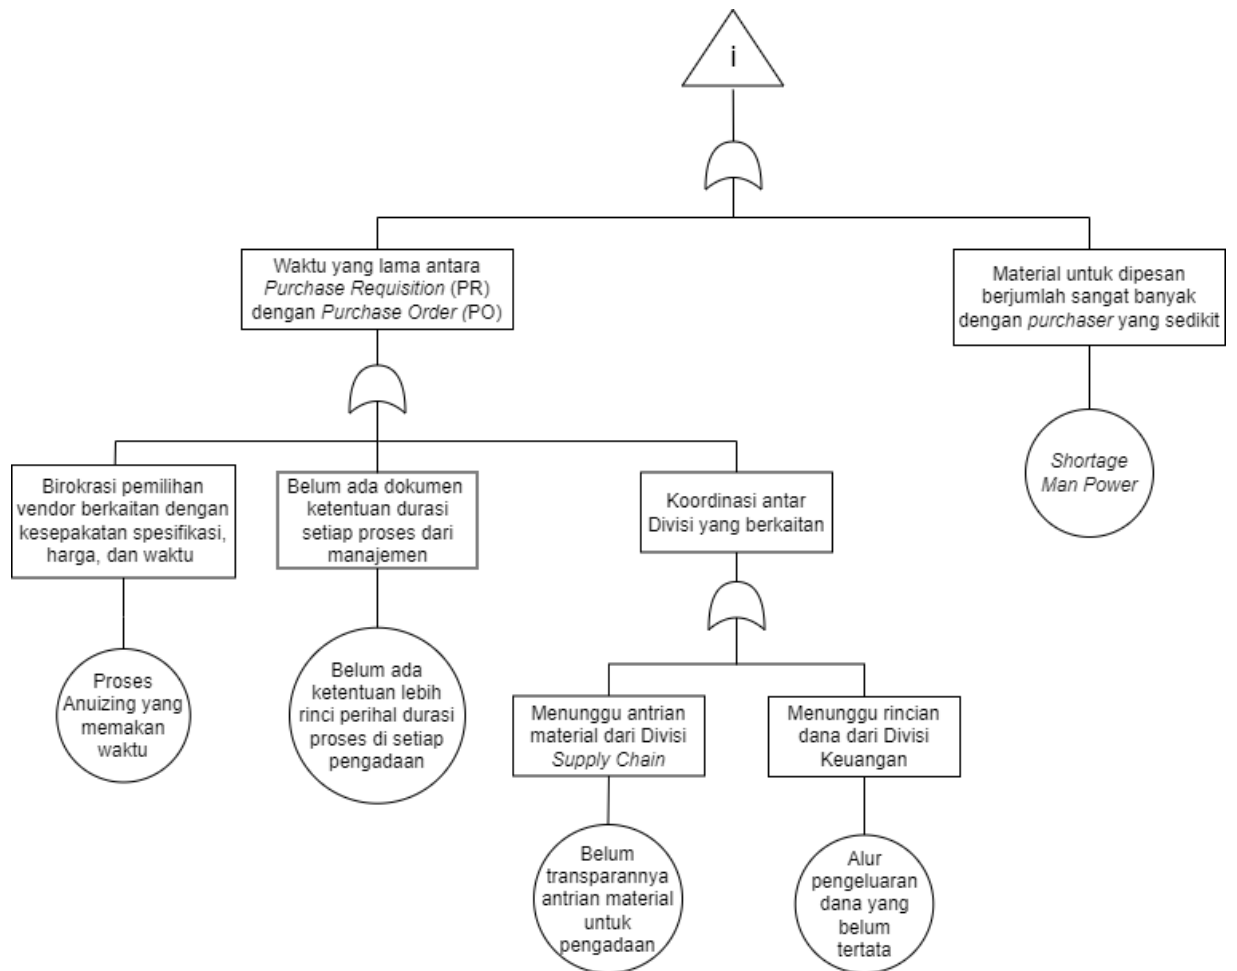 i
Waktu yang lama antara
Purchase Requisition (PR)
dengan Purchase Order (PO)
Material untuk dipesan
berjumlah sangat banyak
dengan purchaser yang sedikit
Birokrasi pemilihan
vendor berkaitan dengan
kesepakatan spesifikasi,
harga, dan waktu
Belum ada dokumen
ketentuan durasi
setiap proses dari
manajemen
Koordinasi antar
Divisi yang berkaitan
Shortage
Man Power
Proses
Anuizing yang
memakan
waktu
Belum ada
ketentuan lebih
rinci perihal durasi
proses di setiap
pengadaan
Menunggu antrian
material dari Divisi
Supply Chain
Menunggu rincian
dana dari Divisi
Keuangan
Belum
transparannya
antrian material
untuk
pengadaan
Alur
pengeluaran
dana yang
belum
tertata